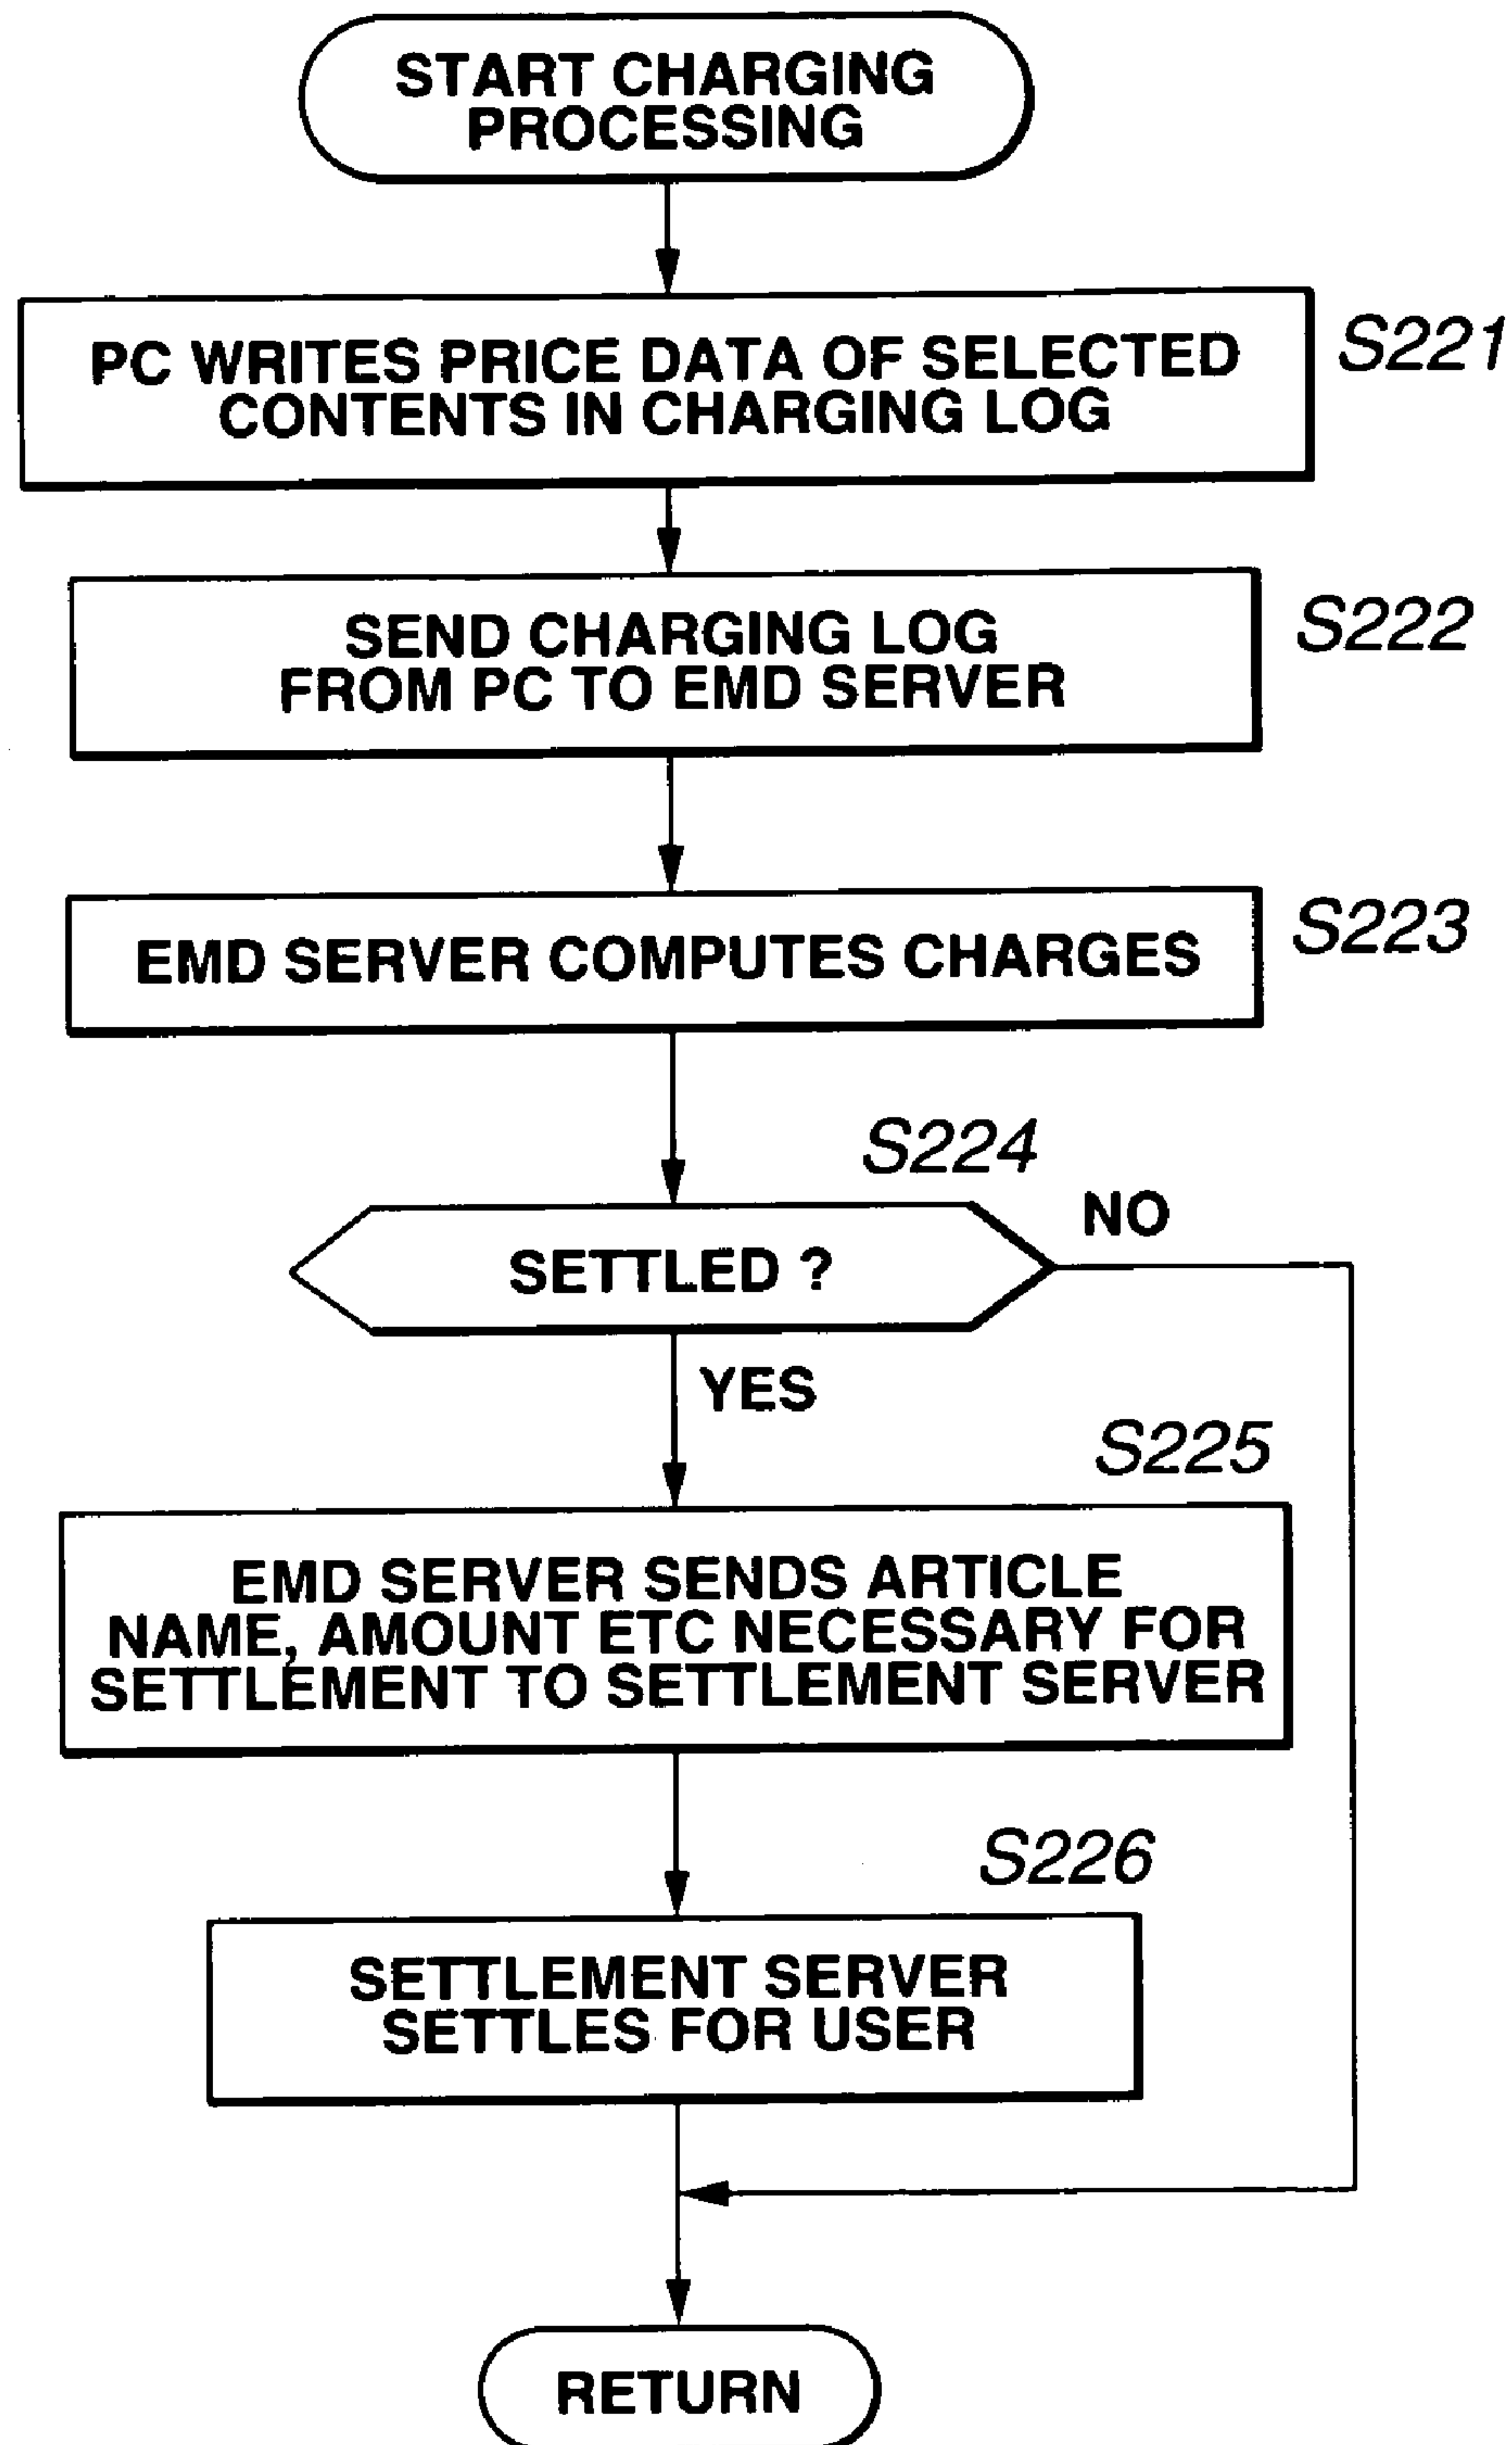 START CHARGING
PROCESSING
PC WRITES PRICE DATA OF SELECTED
CONTENTS IN CHARGING LOG
S221
SEND CHARGING LOG
FROM PC TO EMD SERVER
S222
EMD SERVER COMPUTES CHARGES
S223
S224
SETTLED ?
NO
YES
S225
EMD SERVER SENDS ARTICLE
NAME, AMOUNT ETC NECESSARY FOR
SETTLEMENT TO SETTLEMENT SERVER
S226
SETTLEMENT SERVER
SETTLES FOR USER
RETURN